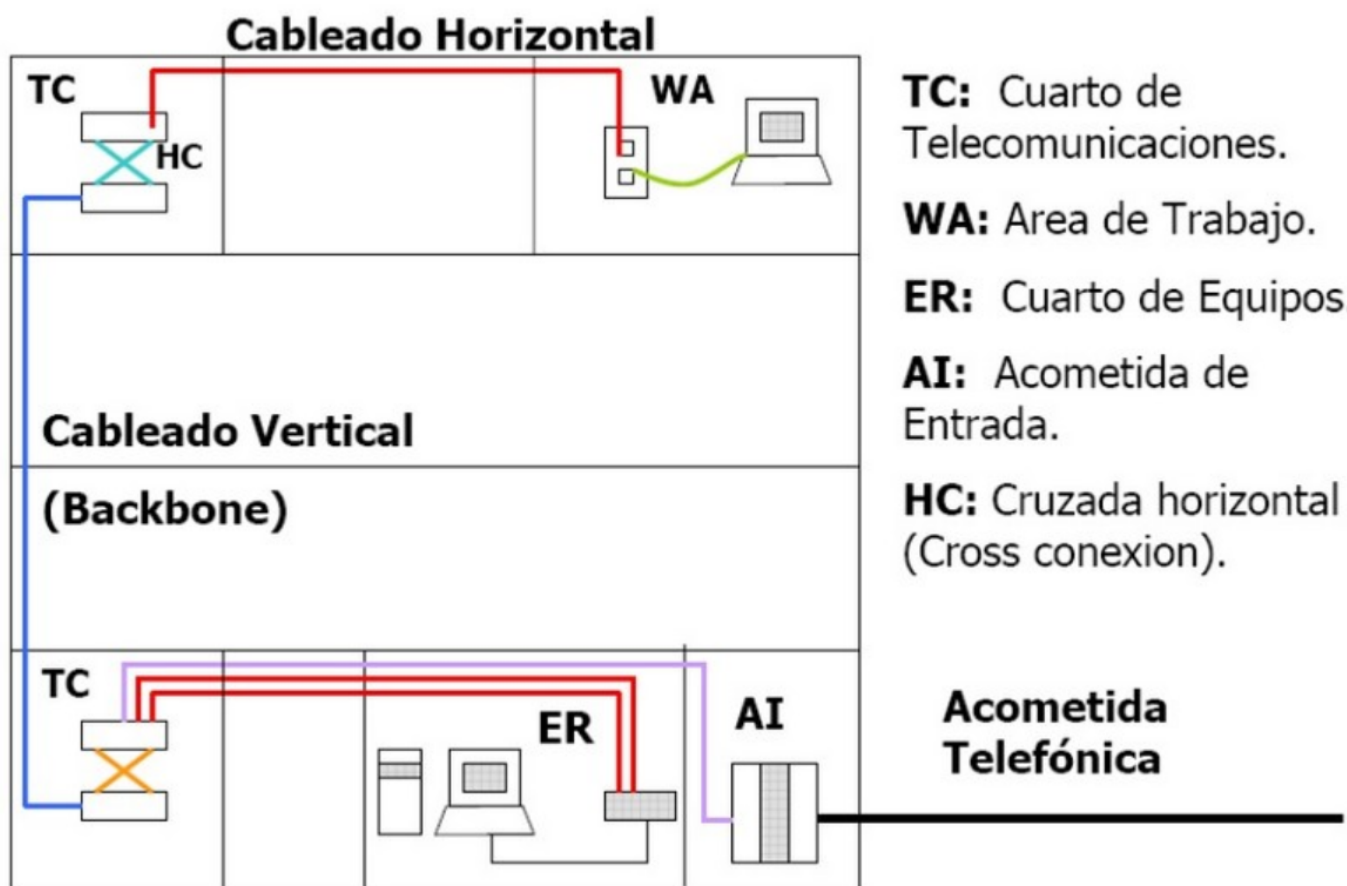 Cableado Horizontal
TC
HC
WA
Cableado Vertical
(Backbone)
TC
ER
AI
TC: Cuarto de
Telecomunicaciones.
WA: Area de Trabajo.
ER: Cuarto de Equipos
AI: Acometida de
Entrada.
HC: Cruzada horizontal
(Cross conexion).
Acometida
Telefónica